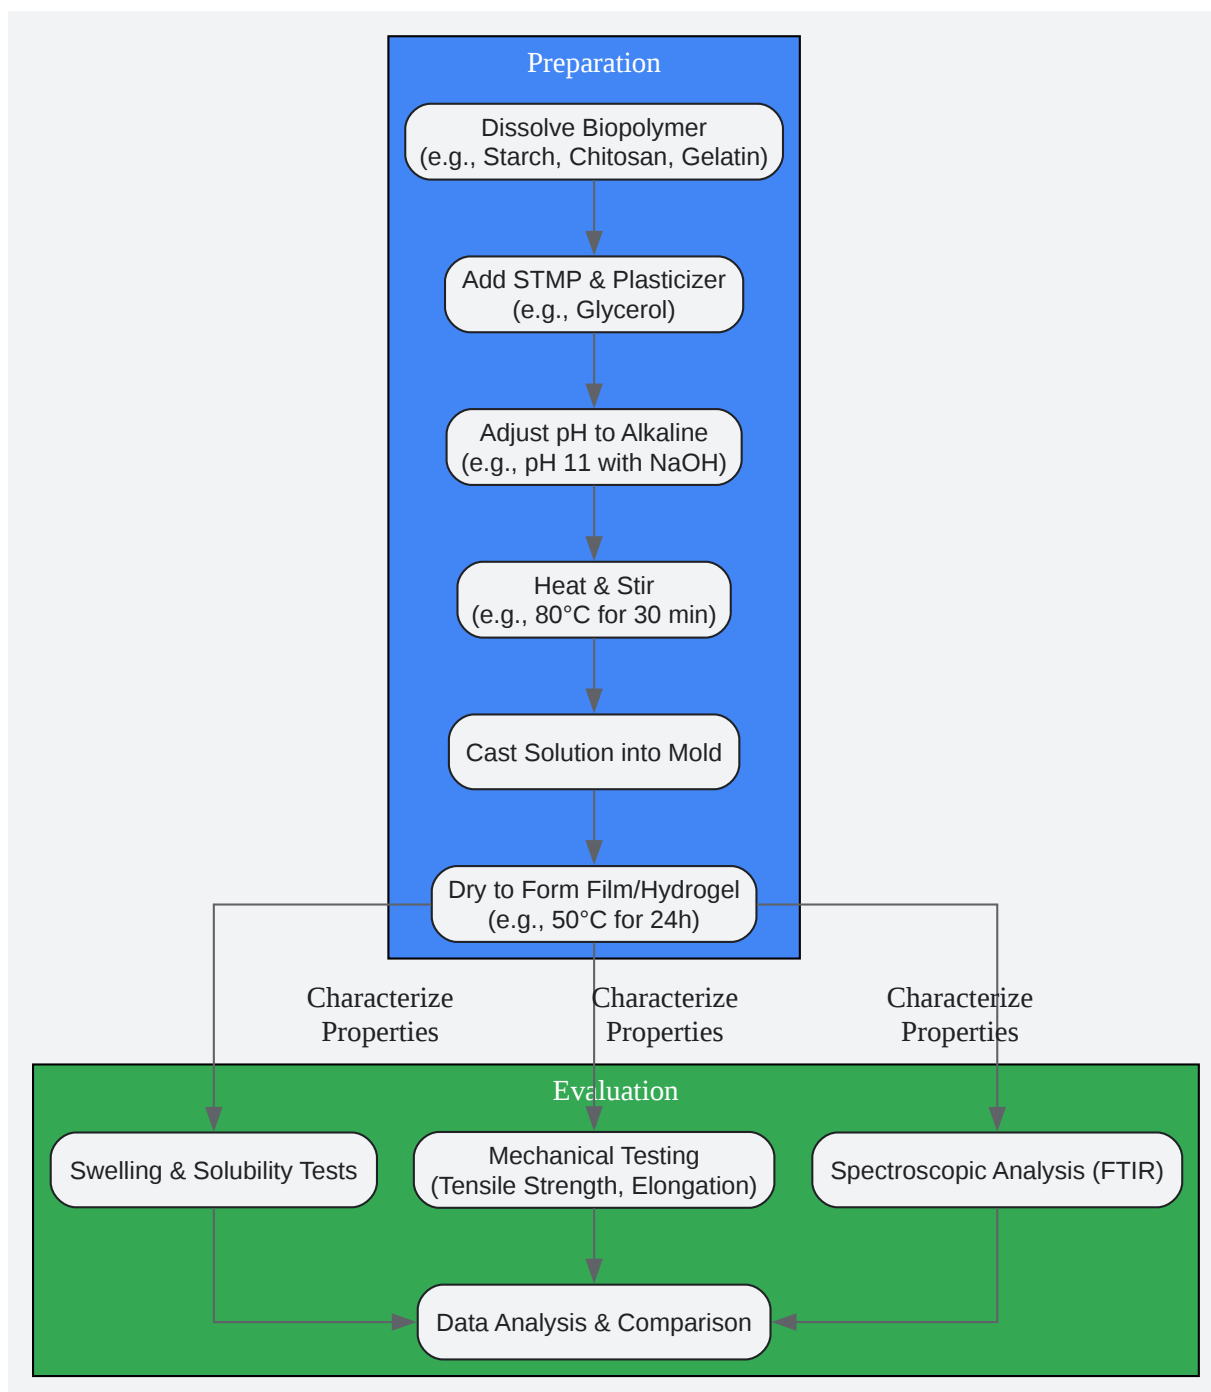 Preparation
Dissolve Biopolymer
(e.g., Starch, Chitosan, Gelatin)
Add STMP & Plasticizer
(e.g., Glycerol)
Adjust pH to Alkaline
(e.g., pH 11 with NaOH)
Heat & Stir
(e.g., 80°C for 30 min)
Cast Solution into Mold
Dry to Form Film/Hydrogel
(e.g., 50°C for 24h)
Characterize
Properties
Characterize
Properties
Characterize
Properties
Evaluation
Swelling & Solubility Tests
Mechanical Testing
(Tensile Strength, Elongation)
Spectroscopic Analysis (FTIR)
Data Analysis & Comparison